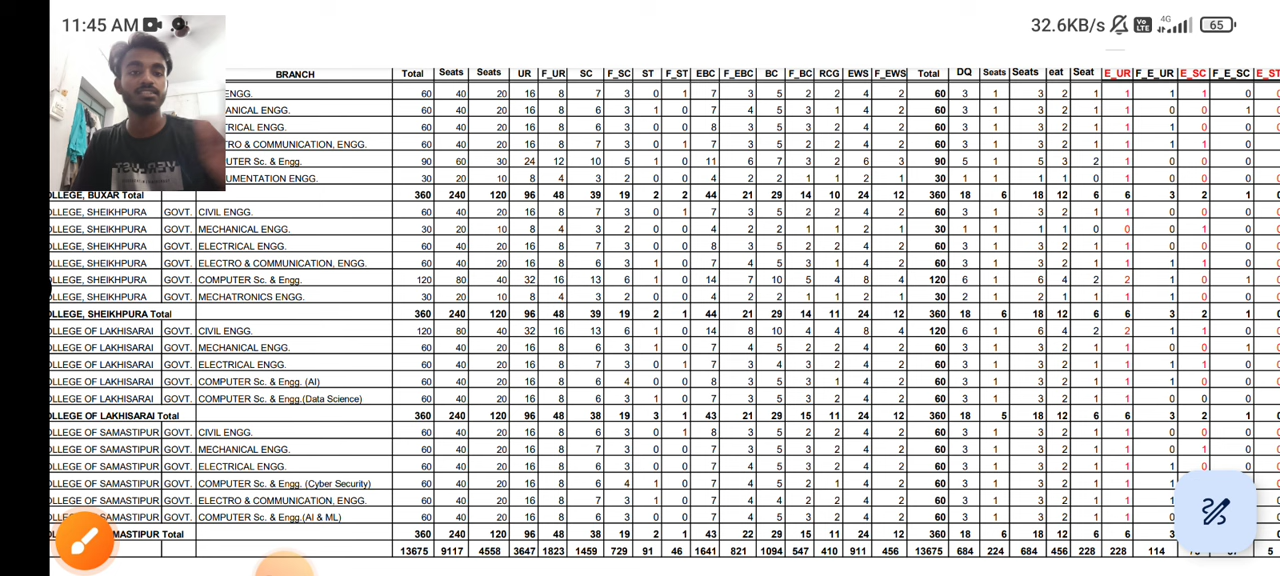 11:45 AM 32.6KB/s Vo LTE 4G 65
BRANCH Total Seats Seats UR F_UR SC F_SC ST F_ST EBC F_EBC BC F_BC RCG EWS F_EWS Total DQ Seats Seats eat Seat E_UR F_E_UR E_SC F_E_SC E_ST
ENGG. 60 40 20 16 8 7 3 0 1 7 3 5 2 2 4 2 60 3 1 3 2 1 1 1 1 0
ANICAL ENGG. 60 40 20 16 8 6 3 1 0 7 4 5 3 1 4 2 60 3 1 3 2 1 1 0 0 1
TRICAL ENGG. 60 40 20 16 8 6 3 0 0 8 3 5 3 2 4 2 60 3 1 3 2 1 1 1 0 0
TRO & COMMUNICATION, ENGG. 60 40 20 16 8 7 3 0 1 7 3 5 2 2 4 2 60 3 1 3 2 1 1 1 1 0
UTER Sc. & Engg. 90 60 30 24 12 10 5 1 0 11 6 7 3 2 6 3 90 5 1 5 3 2 1 0 0 0
UMENTATION ENGG. 30 20 10 8 4 3 2 0 0 4 2 2 1 1 2 1 30 1 1 1 1 0 1 0 0 0
OLLEGE, BUXAR Total 360 240 120 96 48 39 19 2 2 44 21 29 14 10 24 12 360 18 6 18 12 6 6 3 2 1
OLLEGE, SHEIKHPURA GOVT. CIVIL ENGG. 60 40 20 16 8 7 3 0 1 7 3 5 2 2 4 2 60 3 1 3 2 1 1 0 0 0
OLLEGE, SHEIKHPURA GOVT. MECHANICAL ENGG. 30 20 10 8 4 3 2 0 0 4 2 2 1 1 2 1 30 1 1 1 1 0 0 0 1 0
OLLEGE, SHEIKHPURA GOVT. ELECTRICAL ENGG. 60 40 20 16 8 7 3 0 0 8 3 5 3 2 4 2 60 3 1 3 2 1 1 0 0 0
OLLEGE, SHEIKHPURA GOVT. ELECTRO & COMMUNICATION, ENGG. 60 40 20 16 8 6 3 1 0 7 4 5 3 2 4 2 60 3 1 3 2 1 1 1 1 0
OLLEGE, SHEIKHPURA GOVT. COMPUTER Sc. & Engg. 120 80 40 32 16 13 6 1 0 14 7 10 5 4 8 4 120 6 1 6 4 2 2 1 0 1
OLLEGE, SHEIKHPURA GOVT. MECHATRONICS ENGG. 30 20 10 8 4 3 2 0 0 4 2 2 1 1 2 1 30 2 1 2 1 1 1 1 0 0
OLLEGE, SHEIKHPURA Total 360 240 120 96 48 39 19 2 1 44 21 29 14 11 24 12 360 18 6 18 12 6 6 3 2 1
OLLEGE OF LAKHISARAI GOVT. CIVIL ENGG. 120 80 40 32 16 13 6 1 0 14 8 10 4 4 8 4 120 6 1 6 4 2 2 1 1 0
OLLEGE OF LAKHISARAI GOVT. MECHANICAL ENGG. 60 40 20 16 8 6 3 1 0 7 4 5 2 2 4 2 60 3 1 3 2 1 1 0 0 1
OLLEGE OF LAKHISARAI GOVT. ELECTRICAL ENGG. 60 40 20 16 8 7 3 0 1 7 3 4 3 2 4 2 60 3 1 3 2 1 1 0 1 0
OLLEGE OF LAKHISARAI GOVT. COMPUTER Sc. & Engg. (AI) 60 40 20 16 8 6 4 0 0 8 3 5 3 1 4 2 60 3 1 3 2 1 1 1 0 0
OLLEGE OF LAKHISARAI GOVT. COMPUTER Sc. & Engg.(Data Science) 60 40 20 16 8 6 3 1 0 7 3 5 3 2 4 2 60 3 1 3 2 1 1 1 0 0
OLLEGE OF LAKHISARAI Total 360 240 120 96 48 38 19 3 1 43 21 29 15 11 24 12 360 18 5 18 12 6 6 3 2 1
OLLEGE OF SAMASTIPUR GOVT. CIVIL ENGG. 60 40 20 16 8 6 3 0 1 8 3 5 2 2 4 2 60 3 1 3 2 1 1 0 0 0
OLLEGE OF SAMASTIPUR GOVT. MECHANICAL ENGG. 60 40 20 16 8 6 3 1 0 7 3 5 3 2 4 2 60 3 1 3 2 1 1 0 1 0
OLLEGE OF SAMASTIPUR GOVT. ELECTRICAL ENGG. 60 40 20 16 8 6 3 0 0 7 4 5 3 2 4 2 60 3 1 3 2 1 1 1 0 0
OLLEGE OF SAMASTIPUR GOVT. COMPUTER Sc. & Engg. (Cyber Security) 60 40 20 16 8 6 4 1 0 7 4 5 2 1 4 2 60 3 1 3 2 1 1 1
OLLEGE OF SAMASTIPUR GOVT. ELECTRO & COMMUNICATION, ENGG. 60 40 20 16 8 7 3 1 0 7 4 4 2 2 4 2 60 3 1 3 2 1 1 0
OLLEGE OF SAMASTIPUR GOVT. COMPUTER Sc. & Engg.(AI & ML) 60 40 20 16 8 6 3 0 0 7 4 5 3 2 4 2 60 3 1 3 2 1 1 0
MASTIPUR Total 360 240 120 96 48 38 19 2 1 43 22 29 15 11 24 12 360 18 6 18 12 6 6 3
13675 9117 4558 3647 1823 1459 729 91 46 1641 821 1094 547 410 911 456 13675 684 224 684 456 228 228 114 5